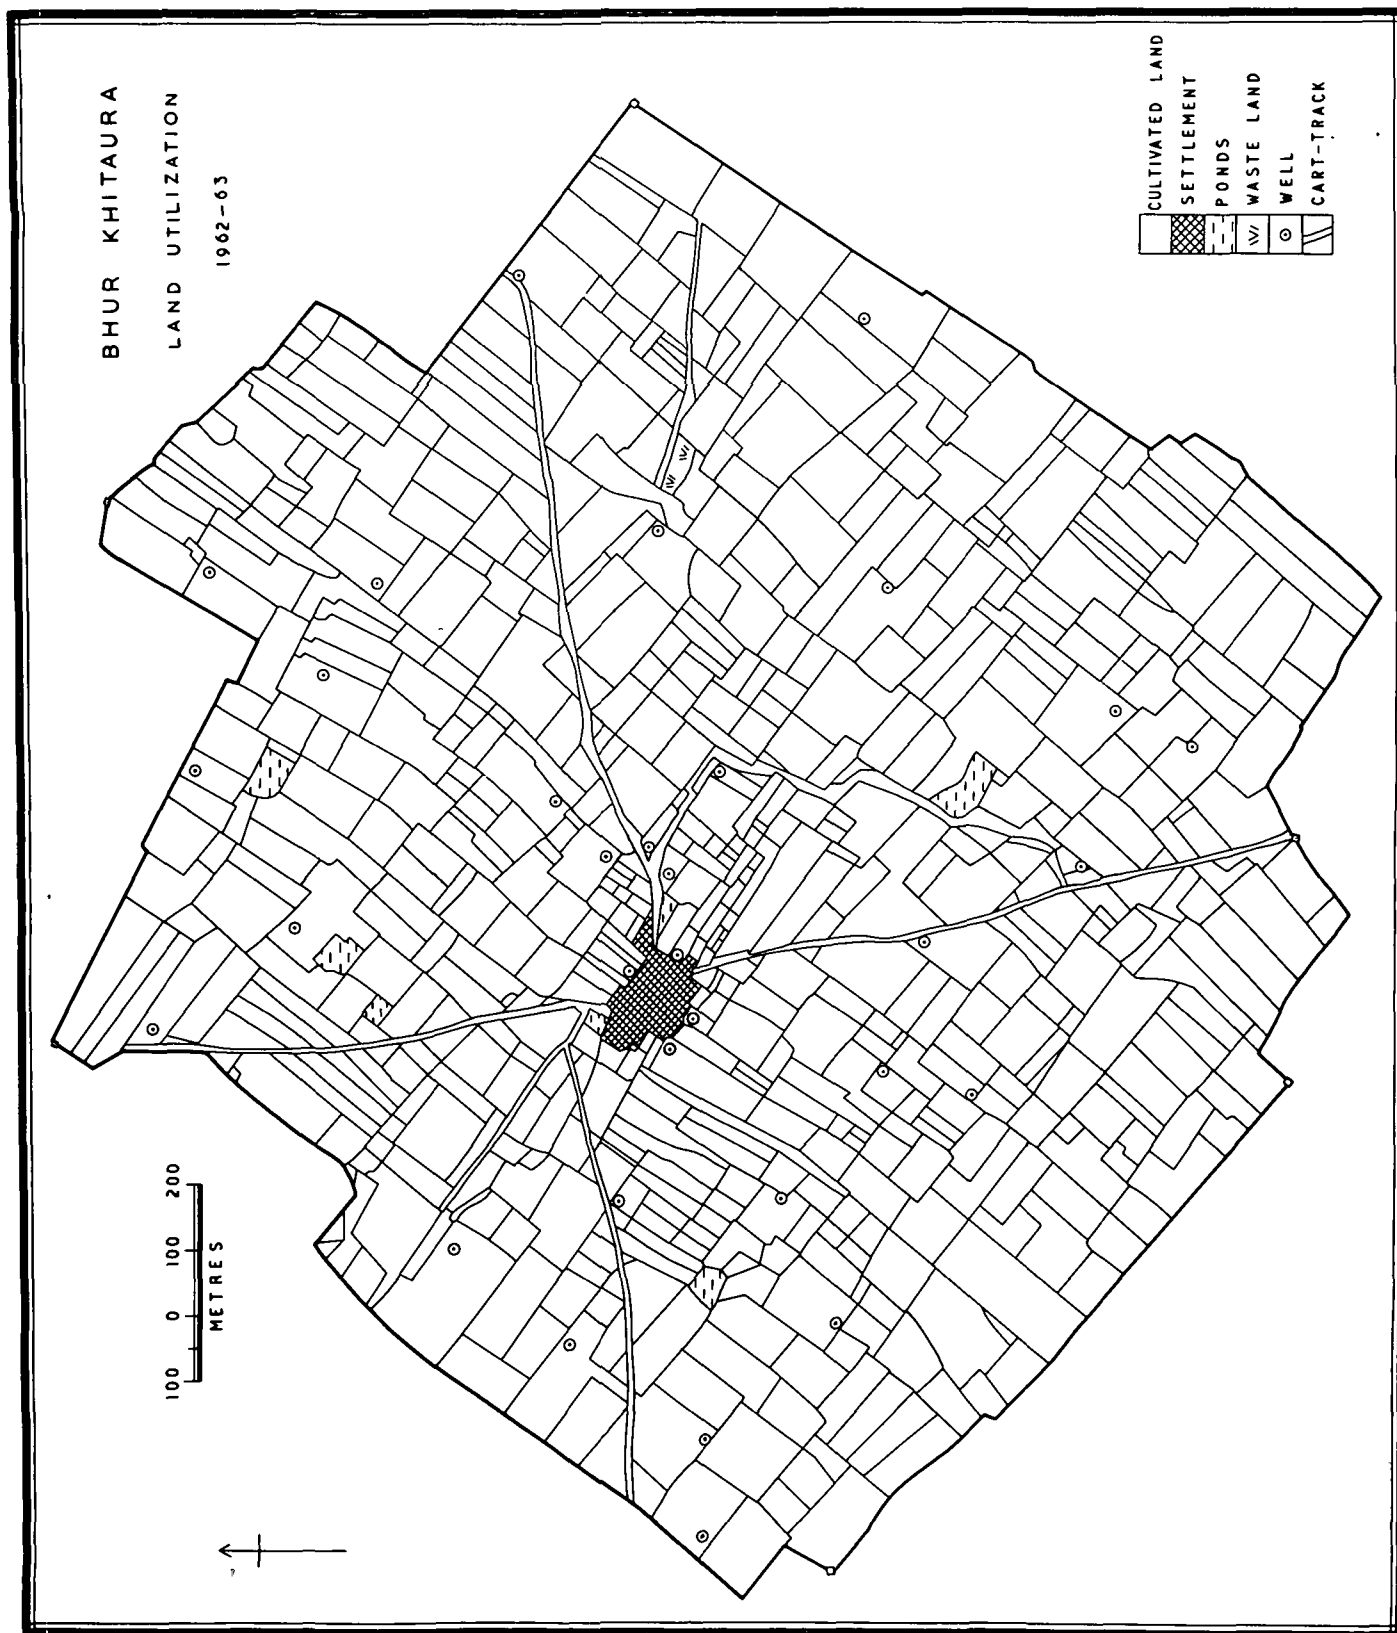 BHUR KHITAURA
LAND UTILIZATION
1962-63
CULTIVATED LAND
SETTLEMENT
PONDS
WASTE LAND
WELL
CART-TRACK
100 0 100 200
METRES